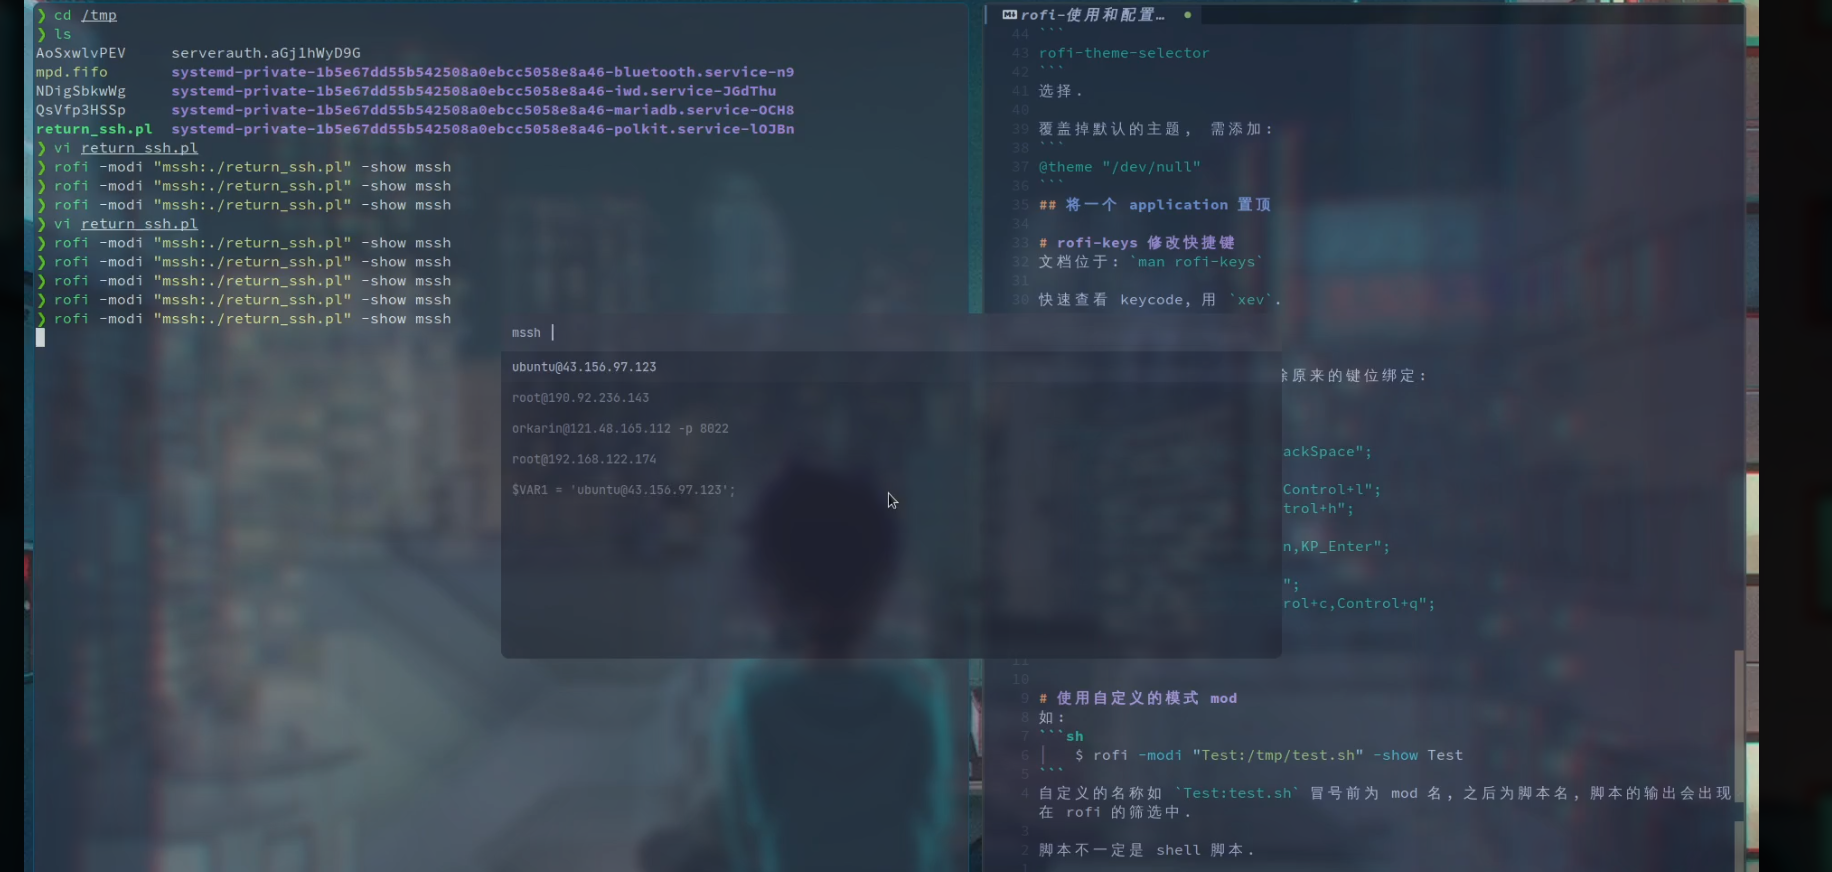 ❯ cd /tmp
❯ ls
AoSxwlvPEV serverauth.aGj1hWyD9G
mpd.fifo systemd-private-1b5e67dd55b542508a0ebcc5058e8a46-bluetooth.service-n9
NDigSbkwWg systemd-private-1b5e67dd55b542508a0ebcc5058e8a46-iwd.service-JGdThu
QsVfp3HSSp systemd-private-1b5e67dd55b542508a0ebcc5058e8a46-mariadb.service-OCH8
return_ssh.pl systemd-private-1b5e67dd55b542508a0ebcc5058e8a46-polkit.service-lOJBn
❯ vi return_ssh.pl
❯ rofi -modi "mssh:./return_ssh.pl" -show mssh
❯ rofi -modi "mssh:./return_ssh.pl" -show mssh
❯ rofi -modi "mssh:./return_ssh.pl" -show mssh
❯ vi return_ssh.pl
❯ rofi -modi "mssh:./return_ssh.pl" -show mssh
❯ rofi -modi "mssh:./return_ssh.pl" -show mssh
❯ rofi -modi "mssh:./return_ssh.pl" -show mssh
❯ rofi -modi "mssh:./return_ssh.pl" -show mssh
❯ rofi -modi "mssh:./return_ssh.pl" -show mssh
mssh
ubuntu@43.156.97.123
root@190.92.236.143
orkarin@121.48.165.112 -p 8022
root@192.168.122.174
$VAR1 = 'ubuntu@43.156.97.123';
rofi-使用和配置… ●
44 ```
43 rofi-theme-selector
42 ```
41 选择.
40
39 覆盖掉默认的主题, 需添加:
38 ```
37 @theme "/dev/null"
36 ```
35 ## 将一个 application 置顶
34
33 # rofi-keys 修改快捷键
32 文档位于: `man rofi-keys`
31
30 快速查看 keycode, 用 `xev`.
原来的键位绑定:
ackSpace";
Control+l";
trol+h";
n,KP_Enter";
";
rol+c,Control+q";
11
10
9 # 使用自定义的模式 mod
8 如:
7 ```sh
6 $ rofi -modi "Test:/tmp/test.sh" -show Test
5 ```
4 自定义的名称如 `Test:test.sh` 冒号前为 mod 名, 之后为脚本名, 脚本的输出会出现
在 rofi 的筛选中.
3
2 脚本不一定是 shell 脚本.
1